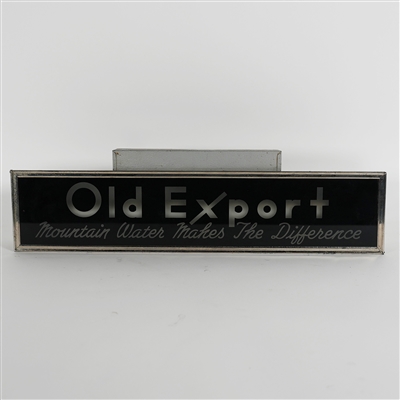 Old Export
Mountain Water Makes The Difference